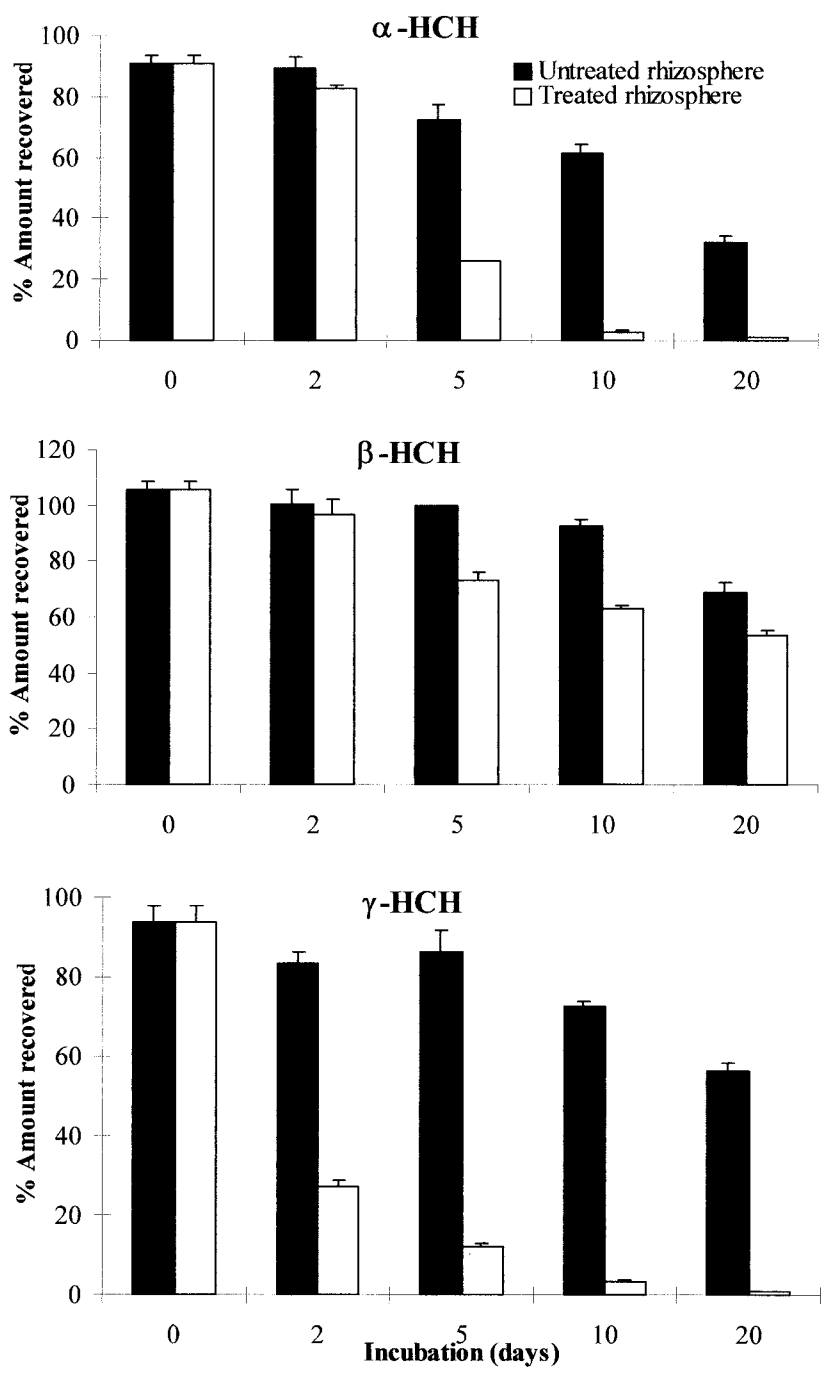 α-HCH
Untreated rhizosphere
Treated rhizosphere
% Amount recovered
100
80
60
40
20
0
0 2 5 10 20
β-HCH
% Amount recovered
120
100
80
60
40
20
0
0 2 5 10 20
γ-HCH
% Amount recovered
100
80
60
40
20
0
0 2 5 10 20
Incubation (days)